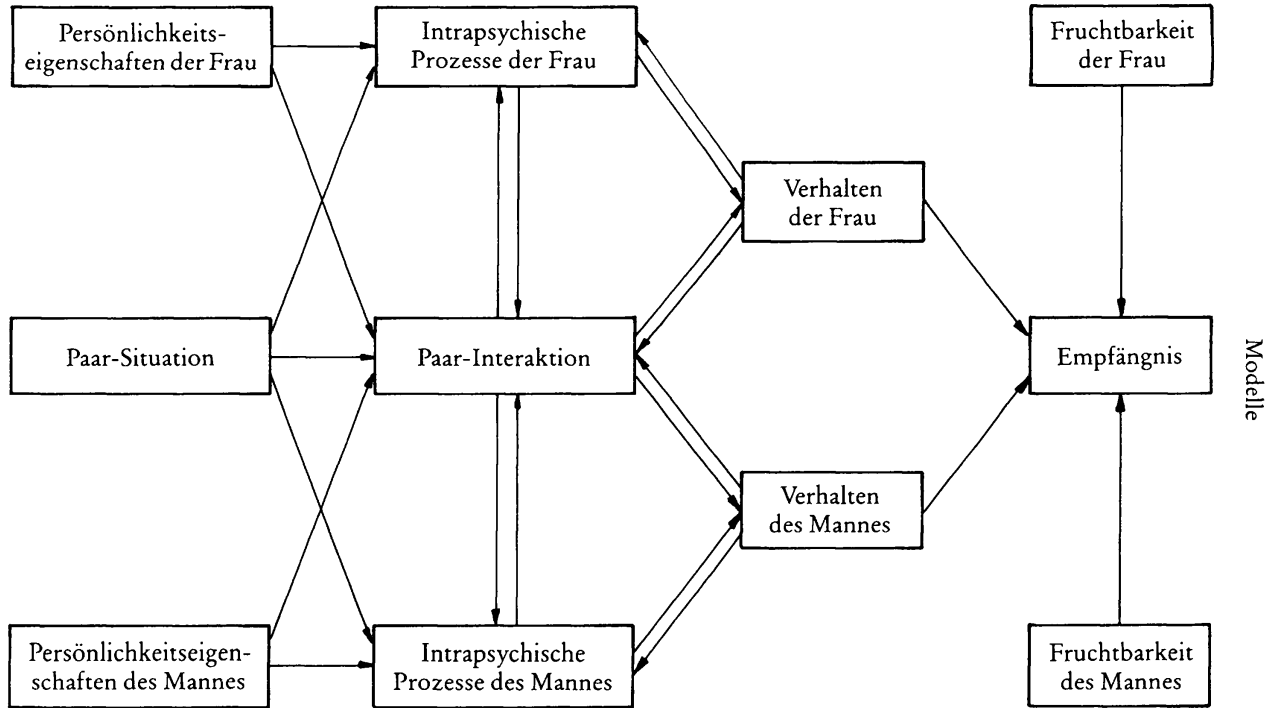 Persönlichkeits-
eigenschaften der Frau
Intrapsychische
Prozesse der Frau
Fruchtbarkeit
der Frau
Verhalten
der Frau
Paar-Situation
Paar-Interaktion
Empfängnis
Modelle
Verhalten
des Mannes
Persönlichkeitseigen-
schaften des Mannes
Intrapsychische
Prozesse des Mannes
Fruchtbarkeit
des Mannes